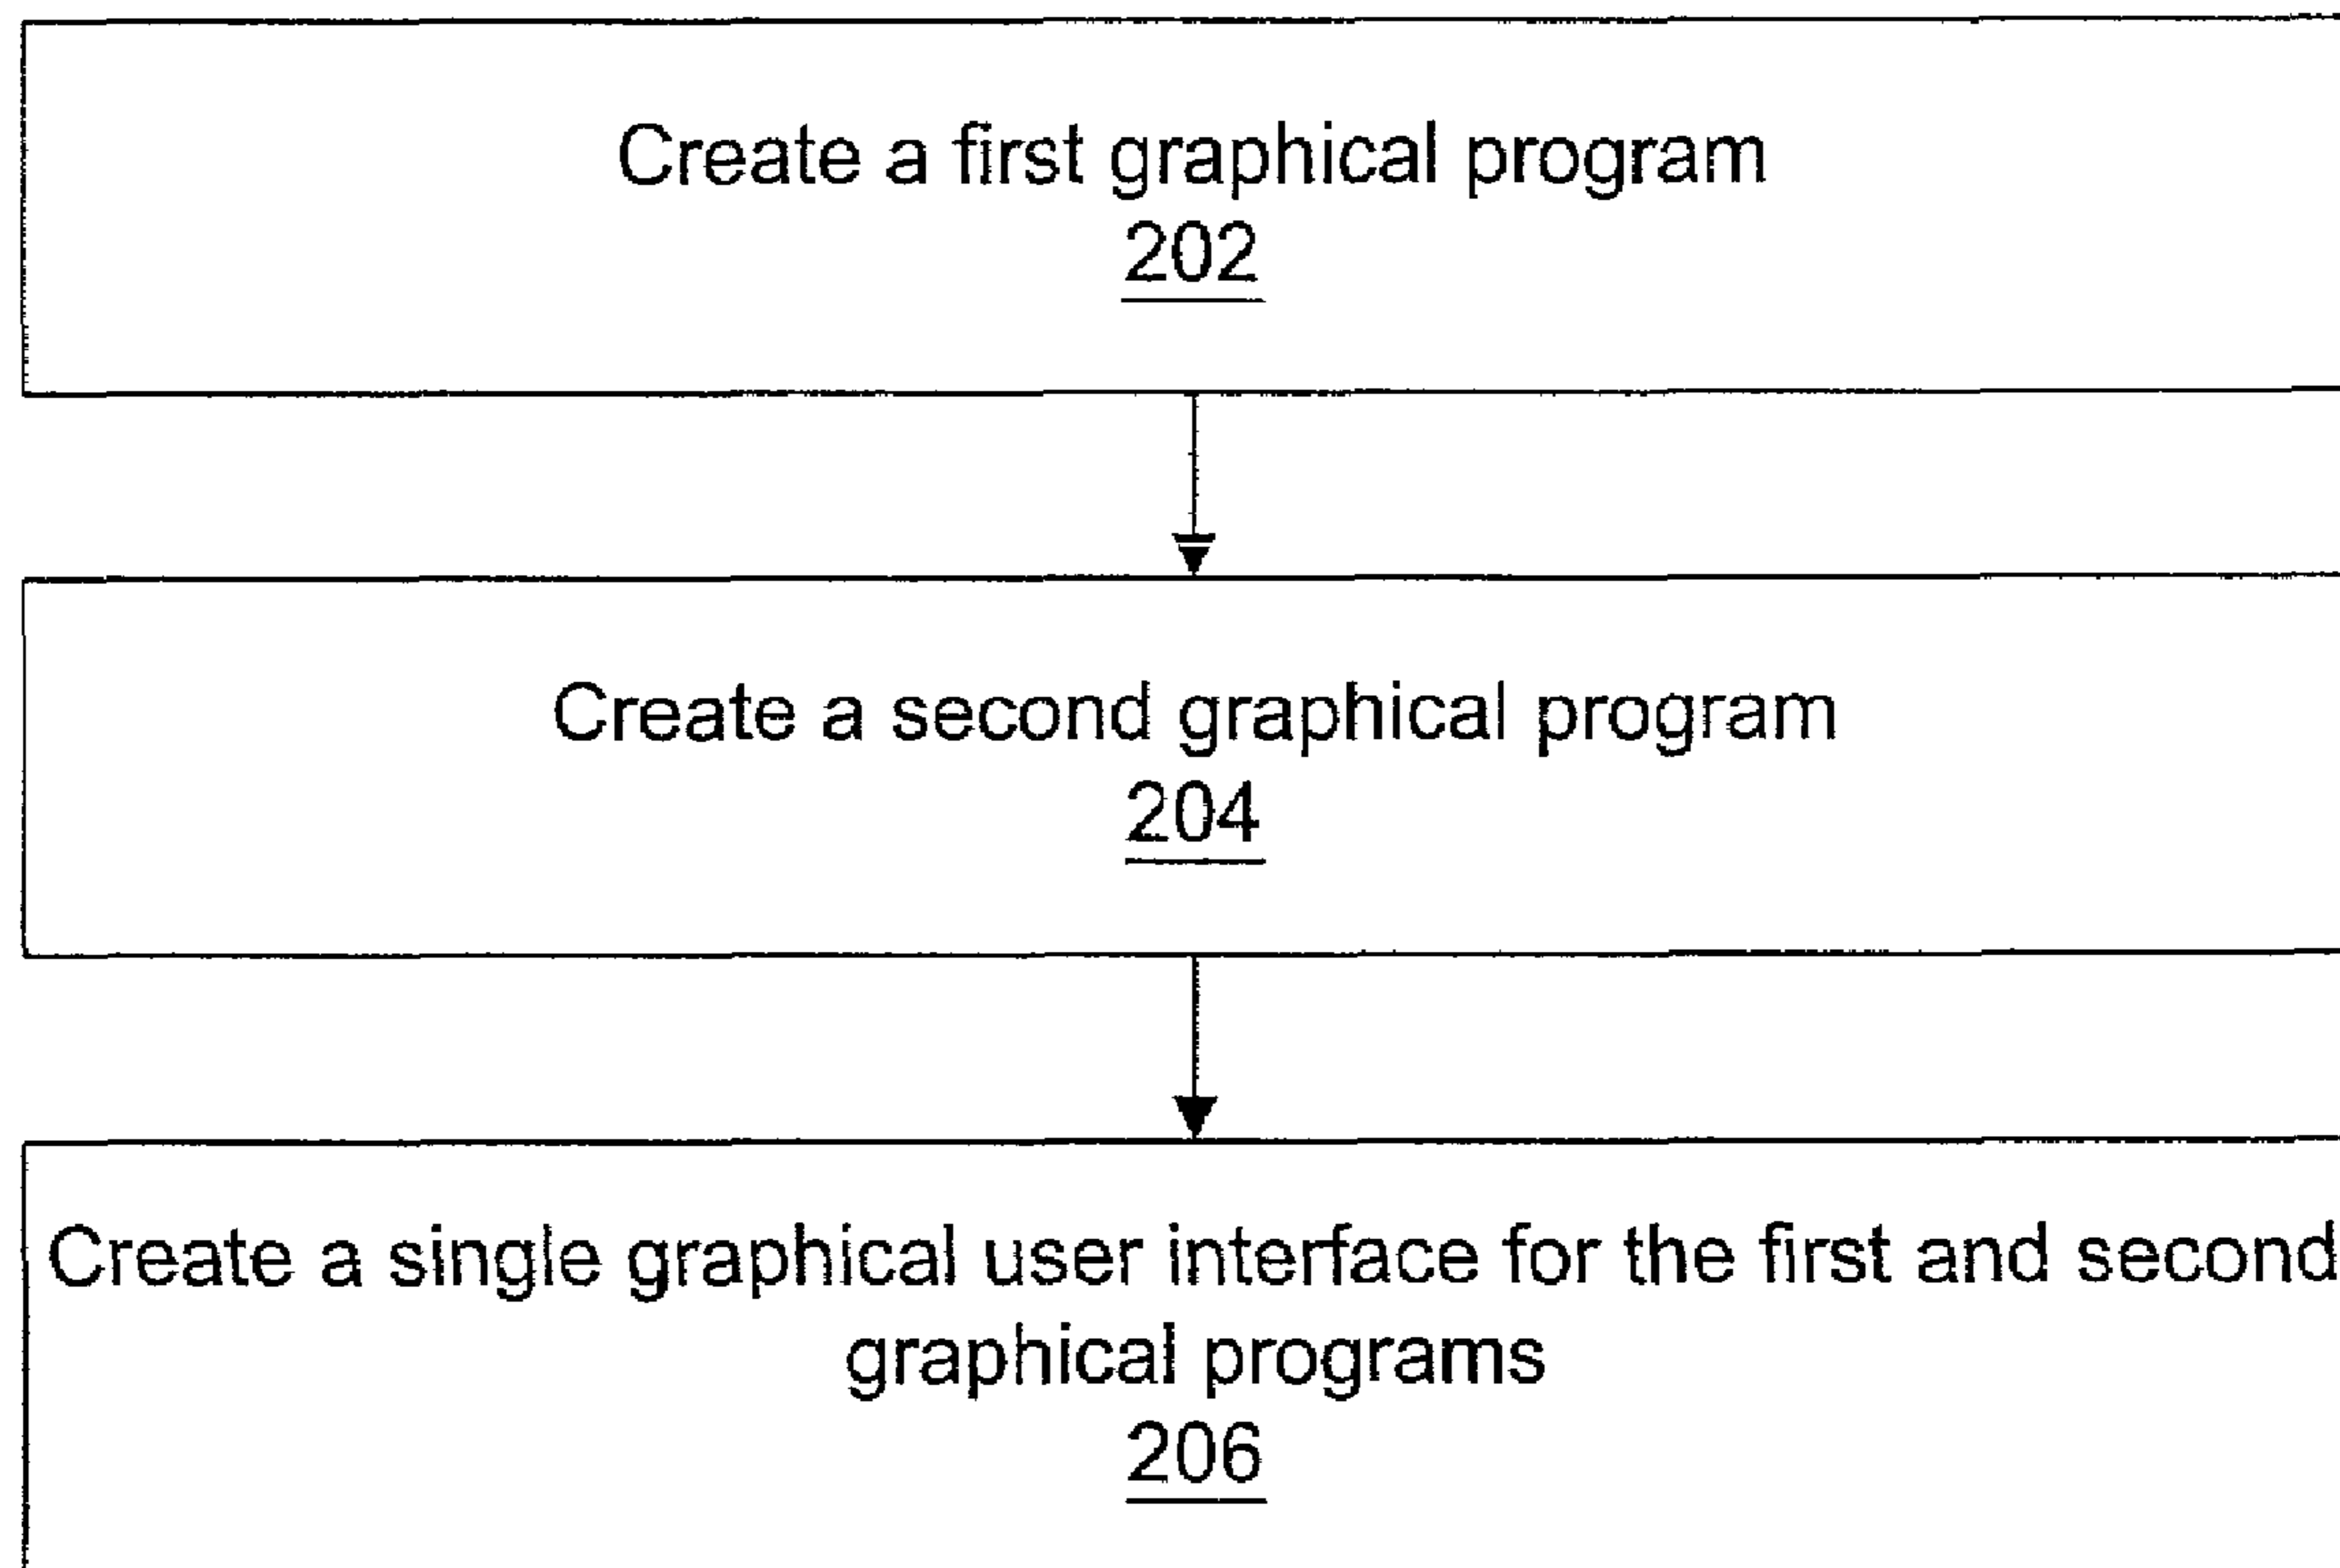 Create a first graphical program
202
Create a second graphical program
204
Create a single graphical user interface for the first and second
graphical programs
206